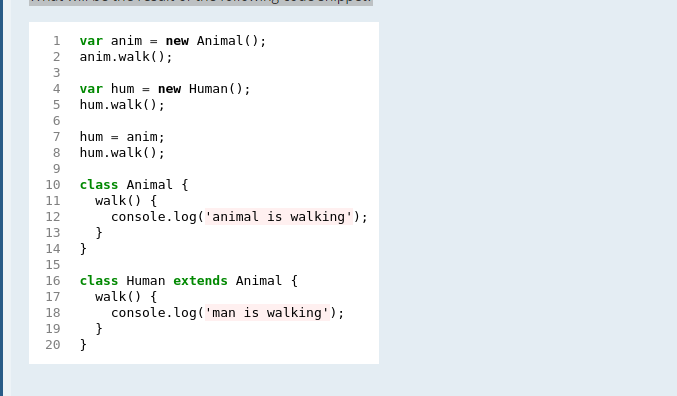 What will be the result of the following code snippet?
1 var anim = new Animal();
2 anim.walk();
3
4 var hum = new Human();
5 hum.walk();
6
7 hum = anim;
8 hum.walk();
9
10 class Animal {
11   walk() {
12     console.log('animal is walking');
13   }
14 }
15
16 class Human extends Animal {
17   walk() {
18     console.log('man is walking');
19   }
20 }